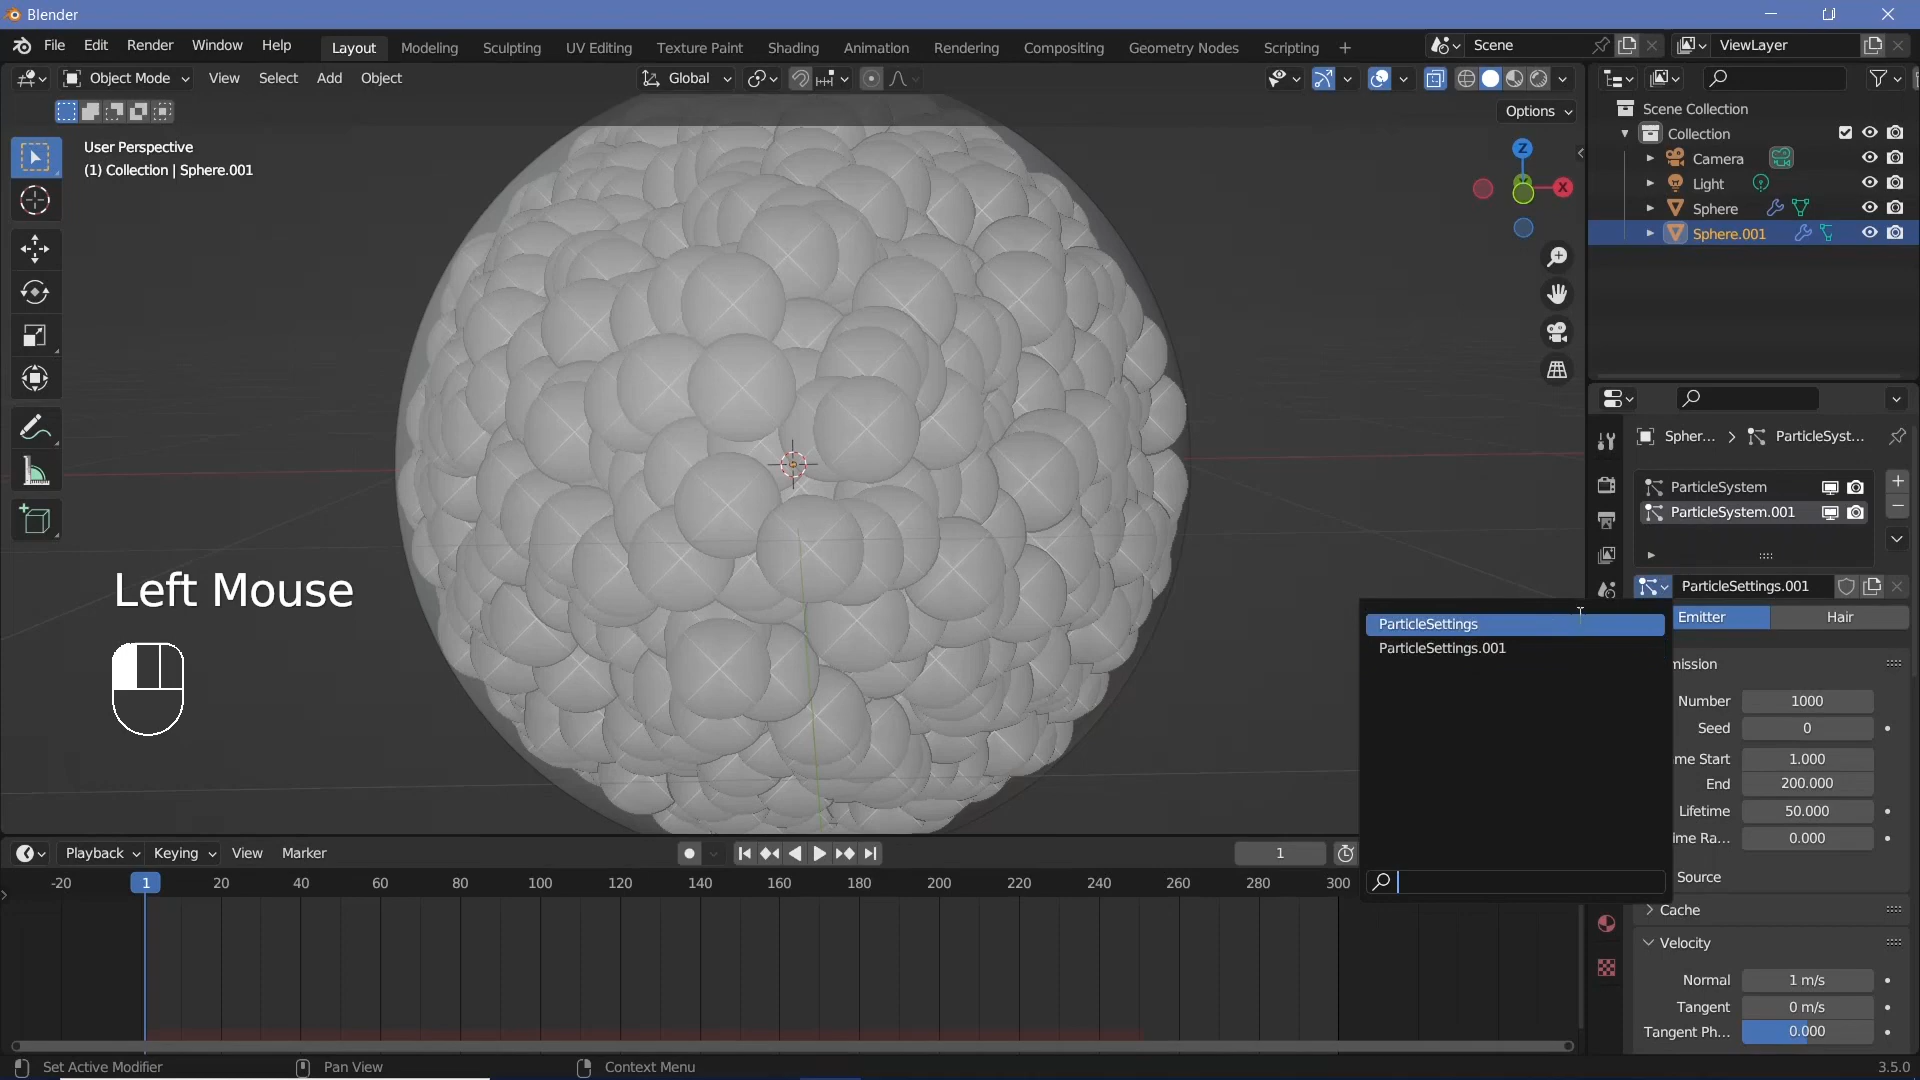 Blender
File Edit Render Window Help Layout Modeling Sculpting UV Editing Texture Paint Shading Animation Rendering Compositing Geometry Nodes Scripting + Scene ViewLayer
Object Mode View Select Add Object Global
Options
User Perspective
(1) Collection | Sphere.001
Z
X
Scene Collection
Collection
Camera
Light
Sphere
Sphere.001
Spher... ParticleSyst...
ParticleSystem
ParticleSystem.001
ParticleSettings.001
Emitter Hair
ParticleSettings
ParticleSettings.001
mission
Number 1000
Seed 0
me Start 1.000
End 200.000
Lifetime 50.000
ime Ra... 0.000
Source
Cache
Velocity
Normal 1 m/s
Tangent 0 m/s
Tangent Ph... 0.000
Left Mouse
Playback Keying View Marker 1
-20 1 20 40 60 80 100 120 140 160 180 200 220 240 260 280 300
Set Active Modifier Pan View Context Menu 3.5.0